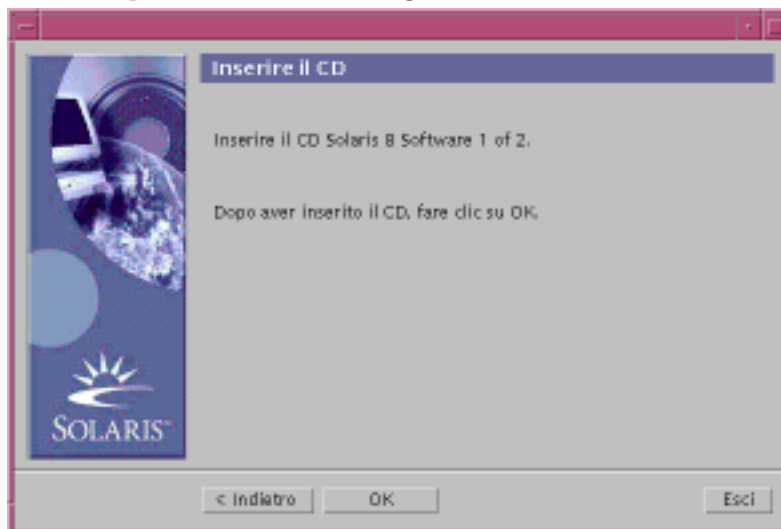 Inserire il CD
Inserire il CD Solaris 8 Software 1 of 2.
Dopo aver inserito il CD, fare clic su OK.
SOLARIS™
< Indietro
OK
Esci